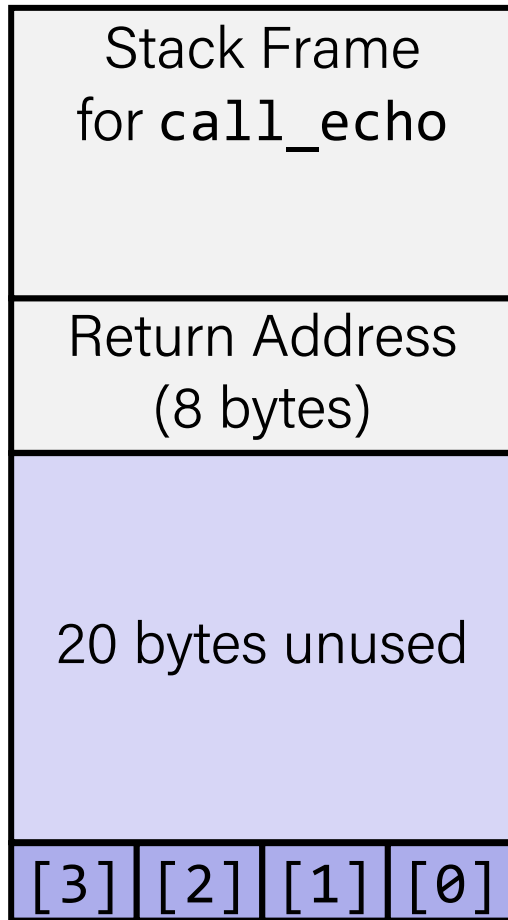 Stack Frame
for call_echo
Return Address
(8 bytes)
20 bytes unused
[3] [2] [1] [0]